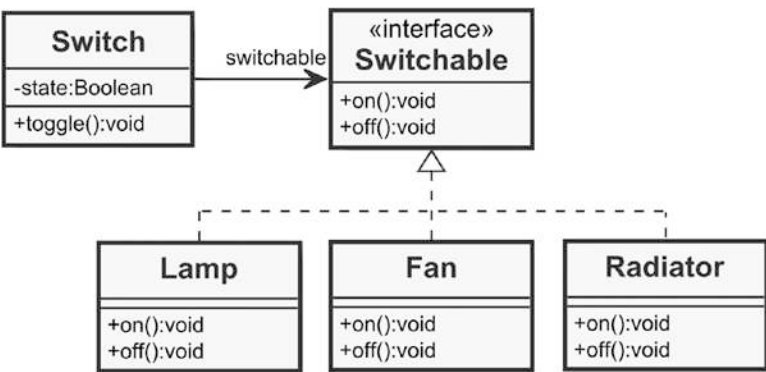 Switch
-state:Boolean
+toggle():void
switchable
«interface»
Switchable
+on():void
+off():void
Lamp
+on():void
+off():void
Fan
+on():void
+off():void
Radiator
+on():void
+off():void